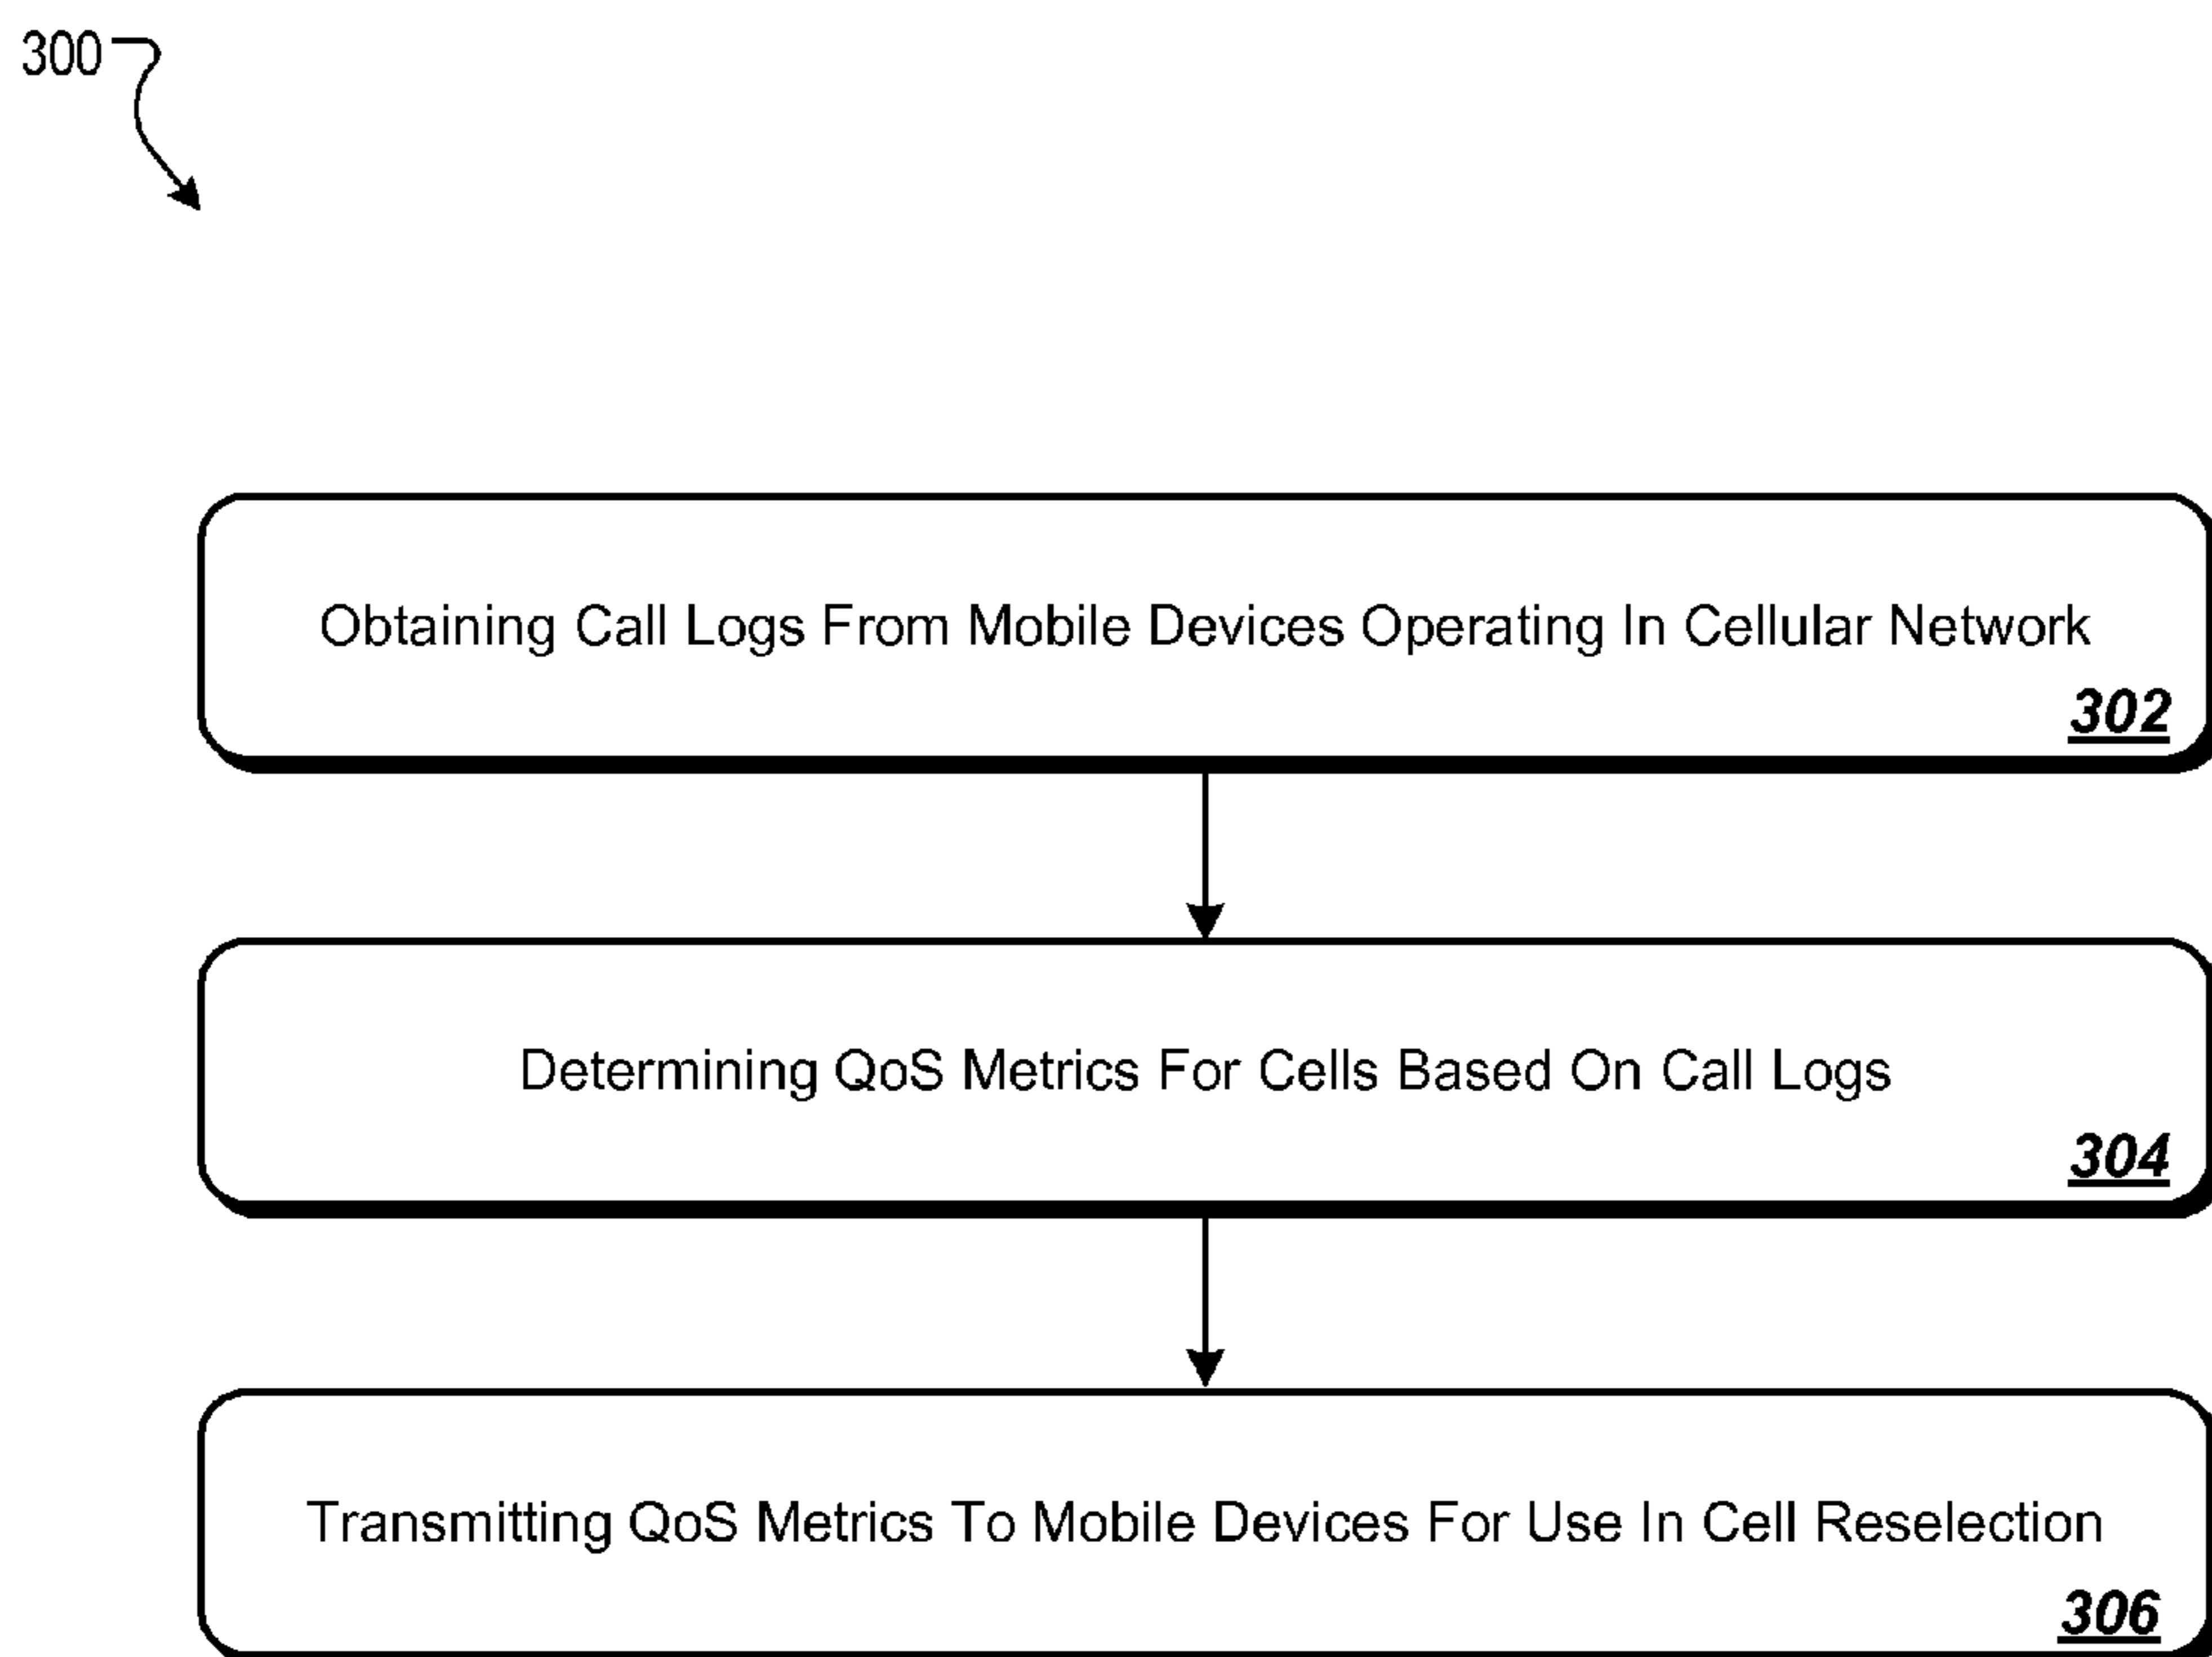 300
Obtaining Call Logs From Mobile Devices Operating In Cellular Network
302
Determining QoS Metrics For Cells Based On Call Logs
304
Transmitting QoS Metrics To Mobile Devices For Use In Cell Reselection
306